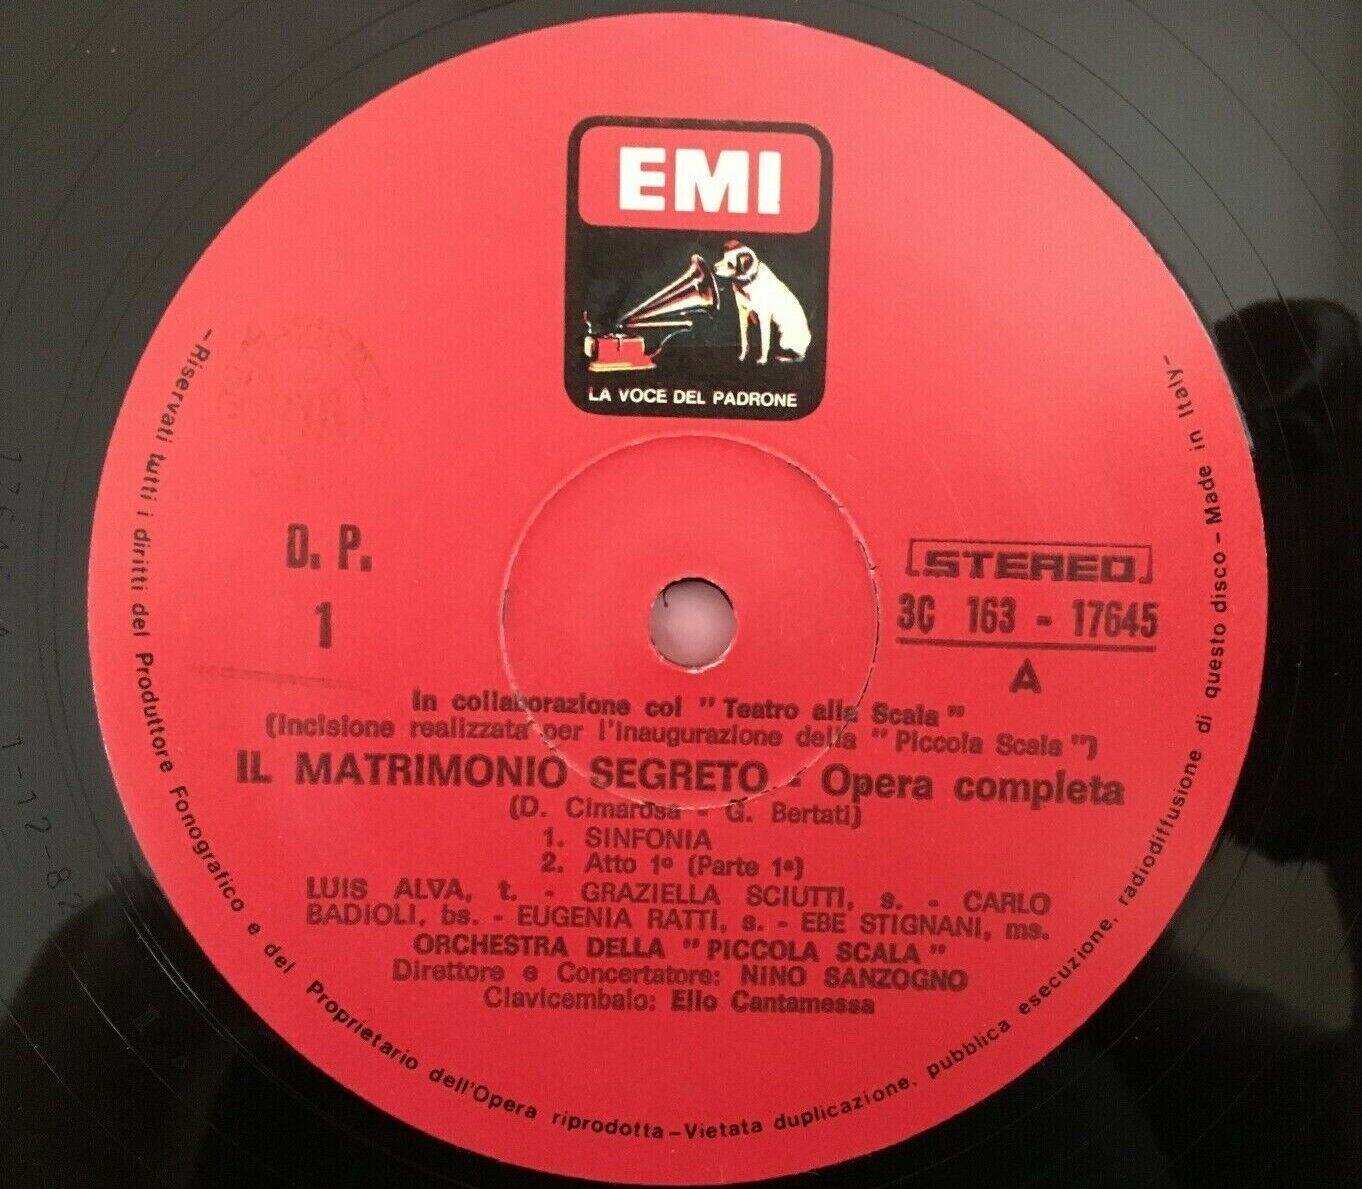 EMI
LA VOCE DEL PADRONE
D. P.
1
STEREO
3C 163 - 17645
A
In collaborazione col " Teatro alla Scala "
(Incisione realizzata per l'inaugurazione della " Piccola Scala ")
IL MATRIMONIO SEGRETO - Opera completa
(D. Cimarosa - G. Bertati)
1. SINFONIA
2. Atto 1º (Parte 1ª)
LUIS ALVA, t. - GRAZIELLA SCIUTTI, s. - CARLO
BADIOLI, bs. - EUGENIA RATTI, s. - EBE STIGNANI, ms.
ORCHESTRA DELLA " PICCOLA SCALA "
Direttore e Concertatore: NINO SANZOGNO
Clavicembalo: Elio Cantamessa
-Riservati tutti i diritti del Produttore Fonografico e del Proprietario dell'Opera riprodotta-Vietata duplicazione, pubblica esecuzione, radiodiffusione di questo disco-Made in Italy-
1-12-82